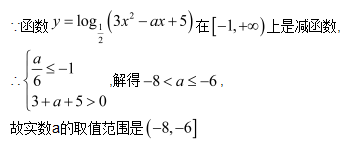 ∵函数 y = log_{1/2}(3x² − ax + 5) 在 [−1,+∞) 上是减函数,
∴ { a/6 ≤ −1 ; 3 + a + 5 > 0 ,解得 −8 < a ≤ −6 ,
故实数a的取值范围是 (−8,−6]